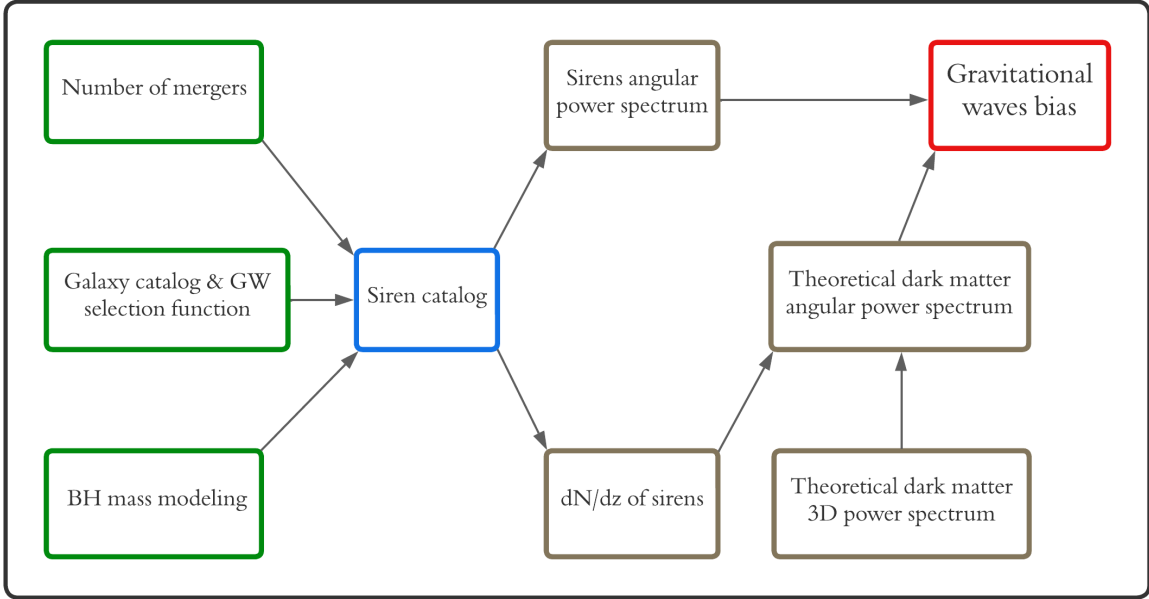 Number of mergers
Sirens angular
power spectrum
Gravitational
waves bias
Galaxy catalog & GW
selection function
Siren catalog
Theoretical dark matter
angular power spectrum
BH mass modeling
dN/dz of sirens
Theoretical dark matter
3D power spectrum